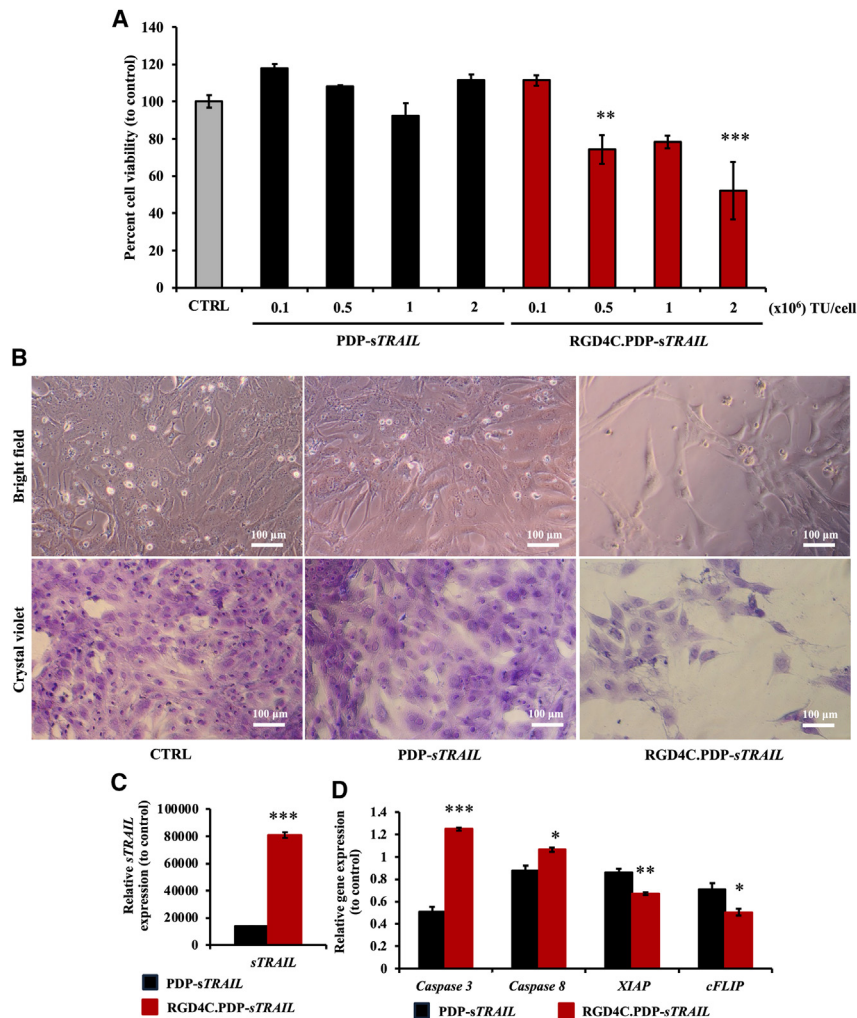 A
Percent cell viability (to control)
140
120
100
80
60
40
20
0
**
***
CTRL 0.1 0.5 1 2 0.1 0.5 1 2 (x10⁶) TU/cell
PDP-sTRAIL RGD4C.PDP-sTRAIL
B
Bright field
100 µm 100 µm 100 µm
Crystal violet
100 µm 100 µm 100 µm
CTRL PDP-sTRAIL RGD4C.PDP-sTRAIL
C
Relative sTRAIL
expression (to control)
100000
80000
60000
40000
20000
0
***
sTRAIL
PDP-sTRAIL
RGD4C.PDP-sTRAIL
D
Relative gene expression
(to control)
1.4
1.2
1
0.8
0.6
0.4
0.2
0
***
*
**
*
Caspase 3 Caspase 8 XIAP cFLIP
PDP-sTRAIL RGD4C.PDP-sTRAIL